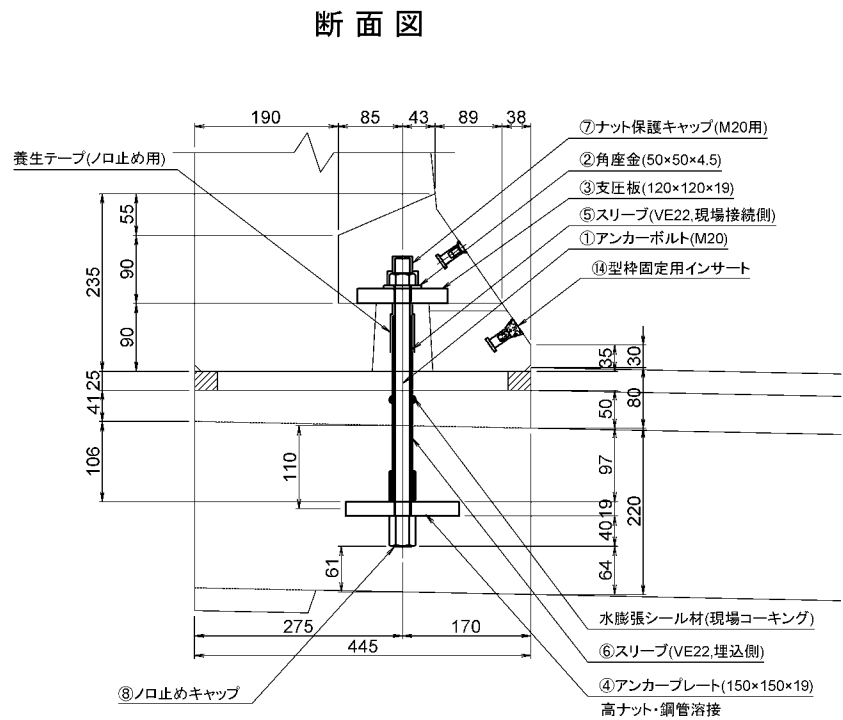 断面図
190
85
43
89
38
⑦ナット保護キャップ(M20用)
養生テープ(ノロ止め用)
②角座金(50×50×4.5)
③支圧板(120×120×19)
⑤スリーブ(VE22,現場接続側)
①アンカーボルト(M20)
⑭型枠固定用インサート
55
90
235
90
35
30
25
41
50
80
106
110
97
19
40
220
61
64
275
170
445
水膨張シール材(現場コーキング)
⑥スリーブ(VE22,埋込側)
⑧ノロ止めキャップ
④アンカープレート(150×150×19)
高ナット・鋼管溶接